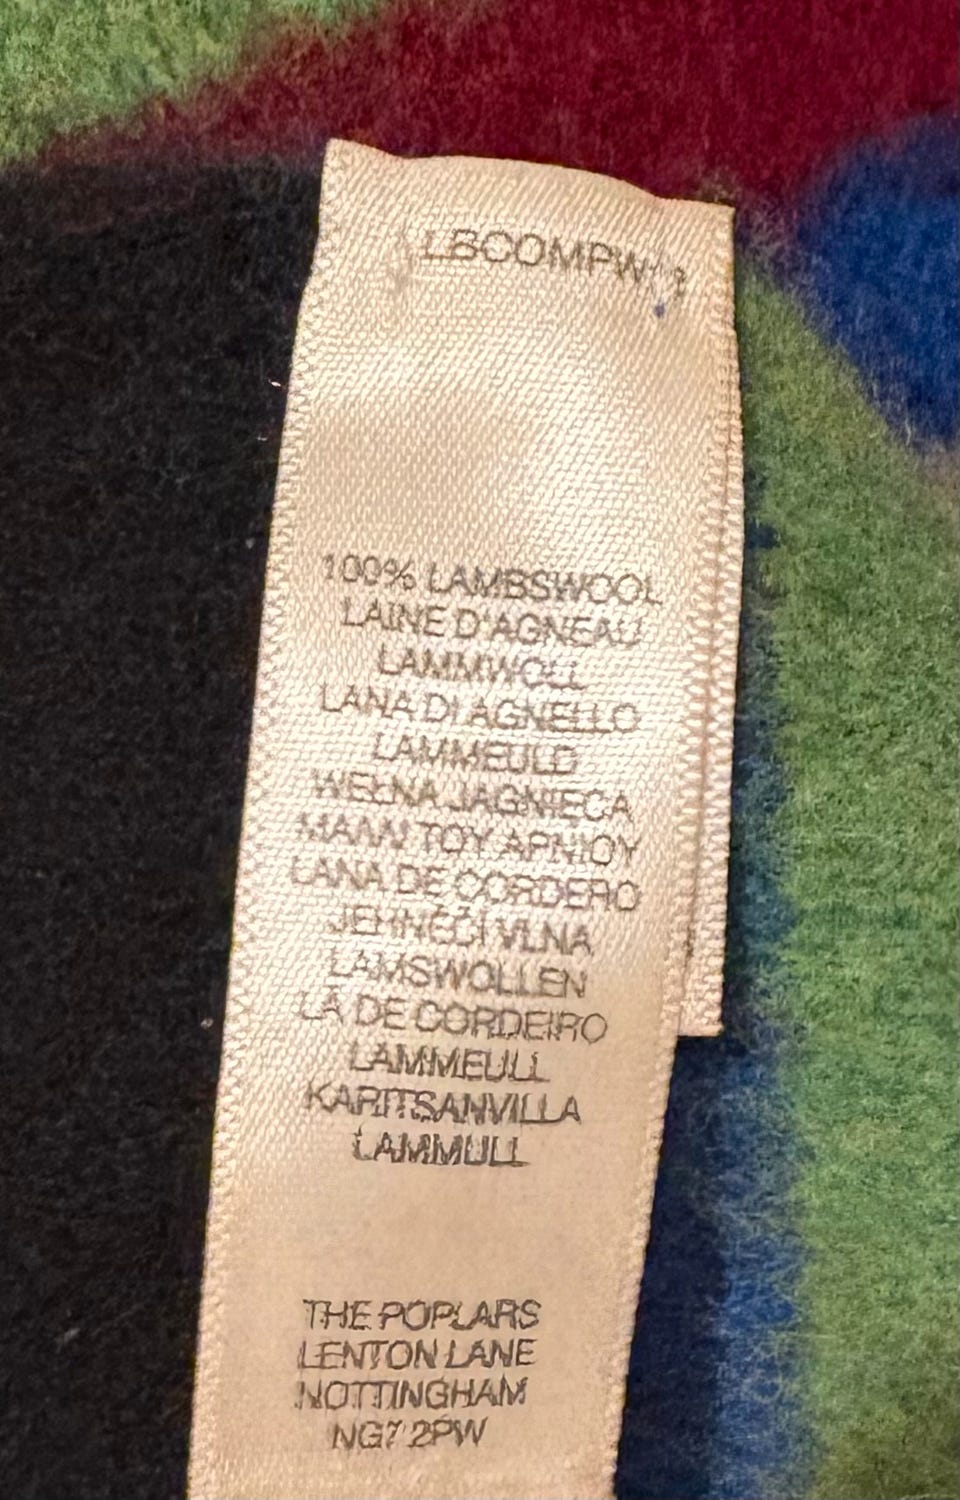 100% LAMBSWOOL
LAINE D'AGNEAU
LAMMWOLL
LANA DI AGNELLO
LAMMEULD
WEŁNA JAGNIECA
ΜΑΛΛΙ ΤΟΥ ΑΡΝΙΟΥ
LANA DE CORDERO
JEHNĚČÍ VLNA
LAMSWOLLEN
LÃ DE CORDEIRO
LAMMEULL
KARITSANVILLA
LAMMULL
THE POPLARS
LENTON LANE
NOTTINGHAM
NG7 2PW